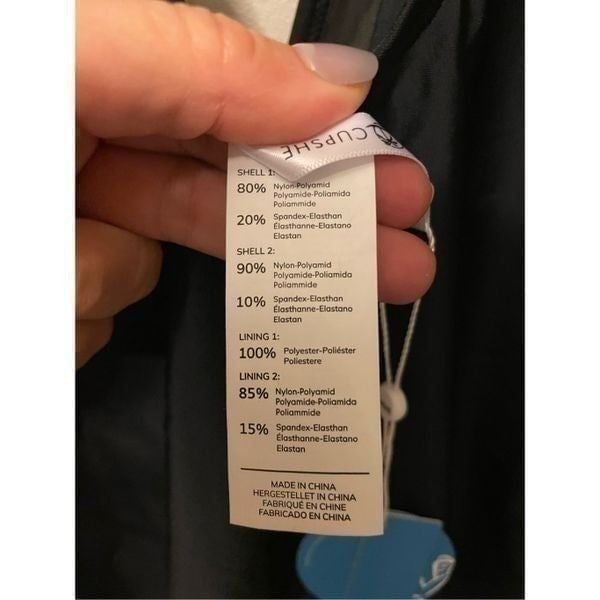 CUPSHE
SHELL 1:
80% Nylon-Polyamid
Polyamide-Poliamida
Poliammide
20% Spandex-Elasthan
Élasthanne-Elastano
Elastan
SHELL 2:
90% Nylon-Polyamid
Polyamide-Poliamida
Poliammide
10% Spandex-Elasthan
Élasthanne-Elastano
Elastan
LINING 1:
100% Polyester-Poliéster
Poliestere
LINING 2:
85% Nylon-Polyamid
Polyamide-Poliamida
Poliammide
15% Spandex-Elasthan
Élasthanne-Elastano
Elastan
MADE IN CHINA
HERGESTELLET IN CHINA
FABRIQUÉ EN CHINE
FABRICADO EN CHINA